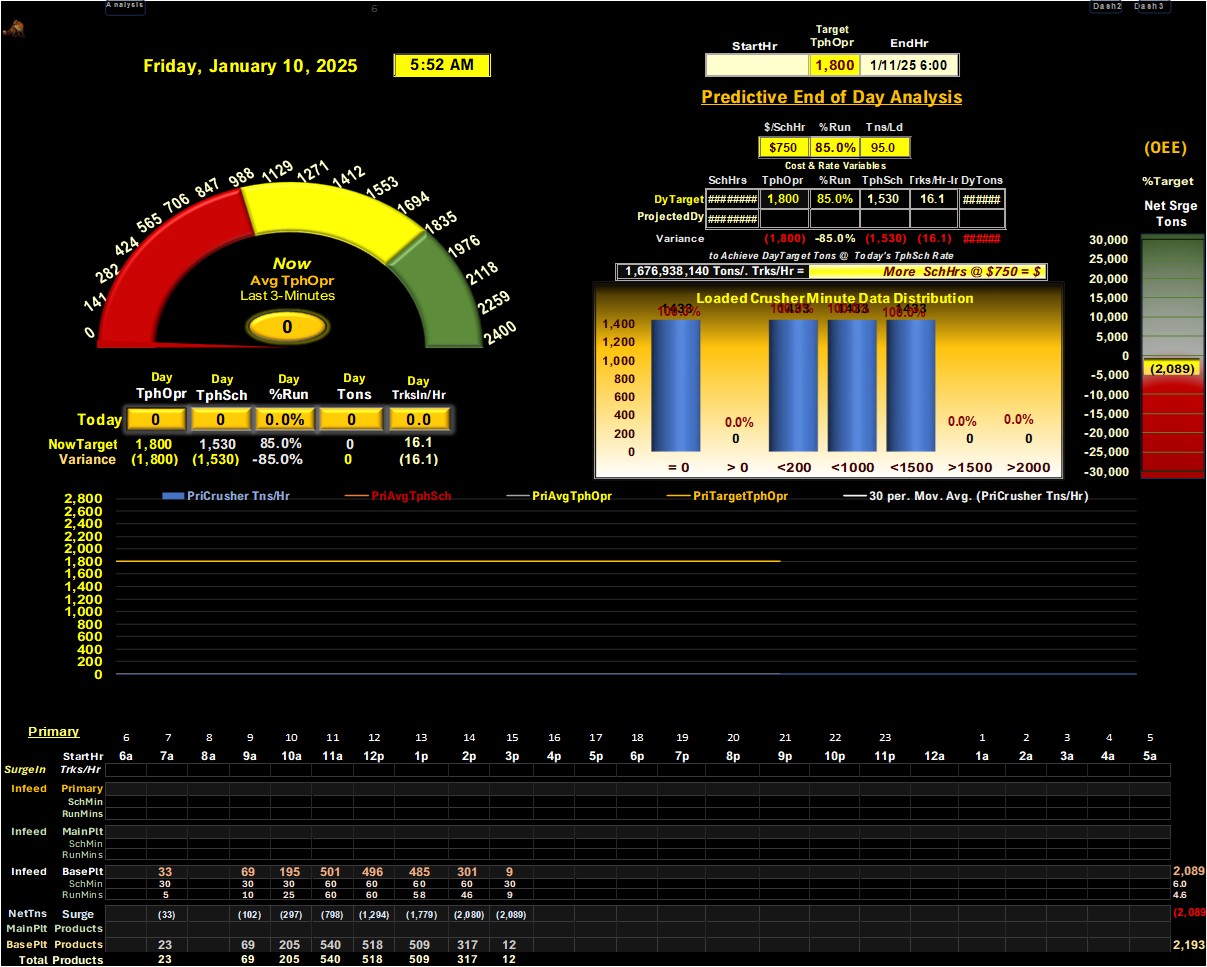 Analysis 6 Dash2 Dash3
Friday, January 10, 2025 5:52 AM
StartHr Target TphOpr EndHr
1,800 1/11/25 6:00
Predictive End of Day Analysis
$/SchHr %Run Tns/Ld
$750 85.0% 95.0
Cost & Rate Variables
SchHrs TphOpr %Run TphSch Trks/Hr-Ir DyTons
DyTarget ######## 1,800 85.0% 1,530 16.1 ######
ProjectedDy ########
Variance (1,800) -85.0% (1,530) (16.1) ######
to Achieve DayTarget Tons @ Today's TphSch Rate
1,676,938,140 Tons/. Trks/Hr = More SchHrs @ $750 = $
(OEE)
%Target
Net Srge
Tons
30,000
25,000
20,000
15,000
10,000
5,000
0
(2,089)
-5,000
-10,000
-15,000
-20,000
-25,000
-30,000
0 141 282 424 565 706 847 988 1129 1271 1412 1553 1694 1835 1976 2118 2259 2400
Now
Avg TphOpr
Last 3-Minutes
0
Day Day Day Day Day
TphOpr TphSch %Run Tons TrksIn/Hr
Today 0 0 0.0% 0 0.0
NowTarget 1,800 1,530 85.0% 0 16.1
Variance (1,800) (1,530) -85.0% 0 (16.1)
Loaded Crusher Minute Data Distribution
1433 1433 1433 1433
100.0% 100.0% 100.0% 100.0%
1,400
1,200
1,000
800
600
400
200
0
0.0% 0.0% 0.0%
0 0 0
= 0 > 0 <200 <1000 <1500 >1500 >2000
PriCrusher Tns/Hr PriAvgTphSch PriAvgTphOpr PriTargetTphOpr 30 per. Mov. Avg. (PriCrusher Tns/Hr)
2,800
2,600
2,400
2,200
2,000
1,800
1,600
1,400
1,200
1,000
800
600
400
200
0
Primary 6 7 8 9 10 11 12 13 14 15 16 17 18 19 20 21 22 23 1 2 3 4 5
StartHr 6a 7a 8a 9a 10a 11a 12p 1p 2p 3p 4p 5p 6p 7p 8p 9p 10p 11p 12a 1a 2a 3a 4a 5a
SurgeIn Trks/Hr
Infeed Primary
SchMin
RunMins
Infeed MainPlt
SchMin
RunMins
Infeed BasePlt 33 69 195 501 496 485 301 9 2,089
SchMin 30 30 30 60 60 60 60 30 6.0
RunMins 5 10 25 60 60 58 46 9 4.6
NetTns Surge (33) (102) (297) (798) (1,294) (1,779) (2,080) (2,089) (2,089
MainPlt Products
BasePlt Products 23 69 205 540 518 509 317 12 2,193
Total Products 23 69 205 540 518 509 317 12